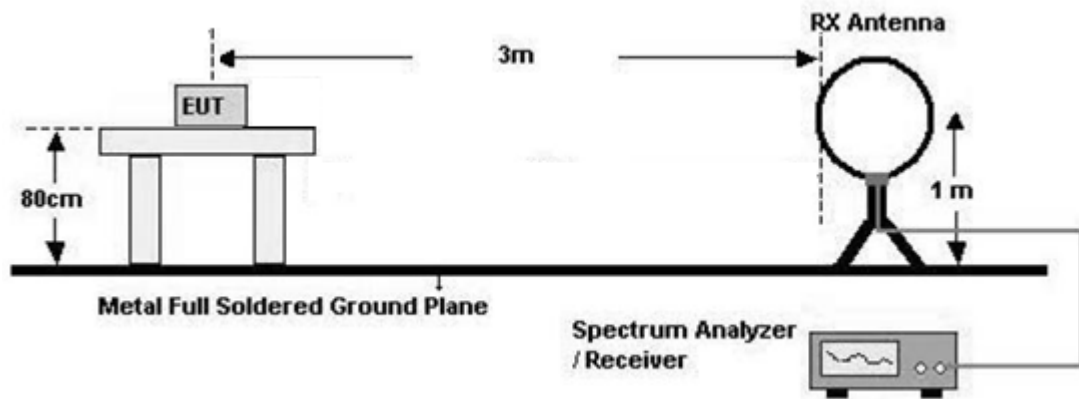 RX Antenna
3m
EUT
80cm
1 m
Metal Full Soldered Ground Plane
Spectrum Analyzer
/ Receiver